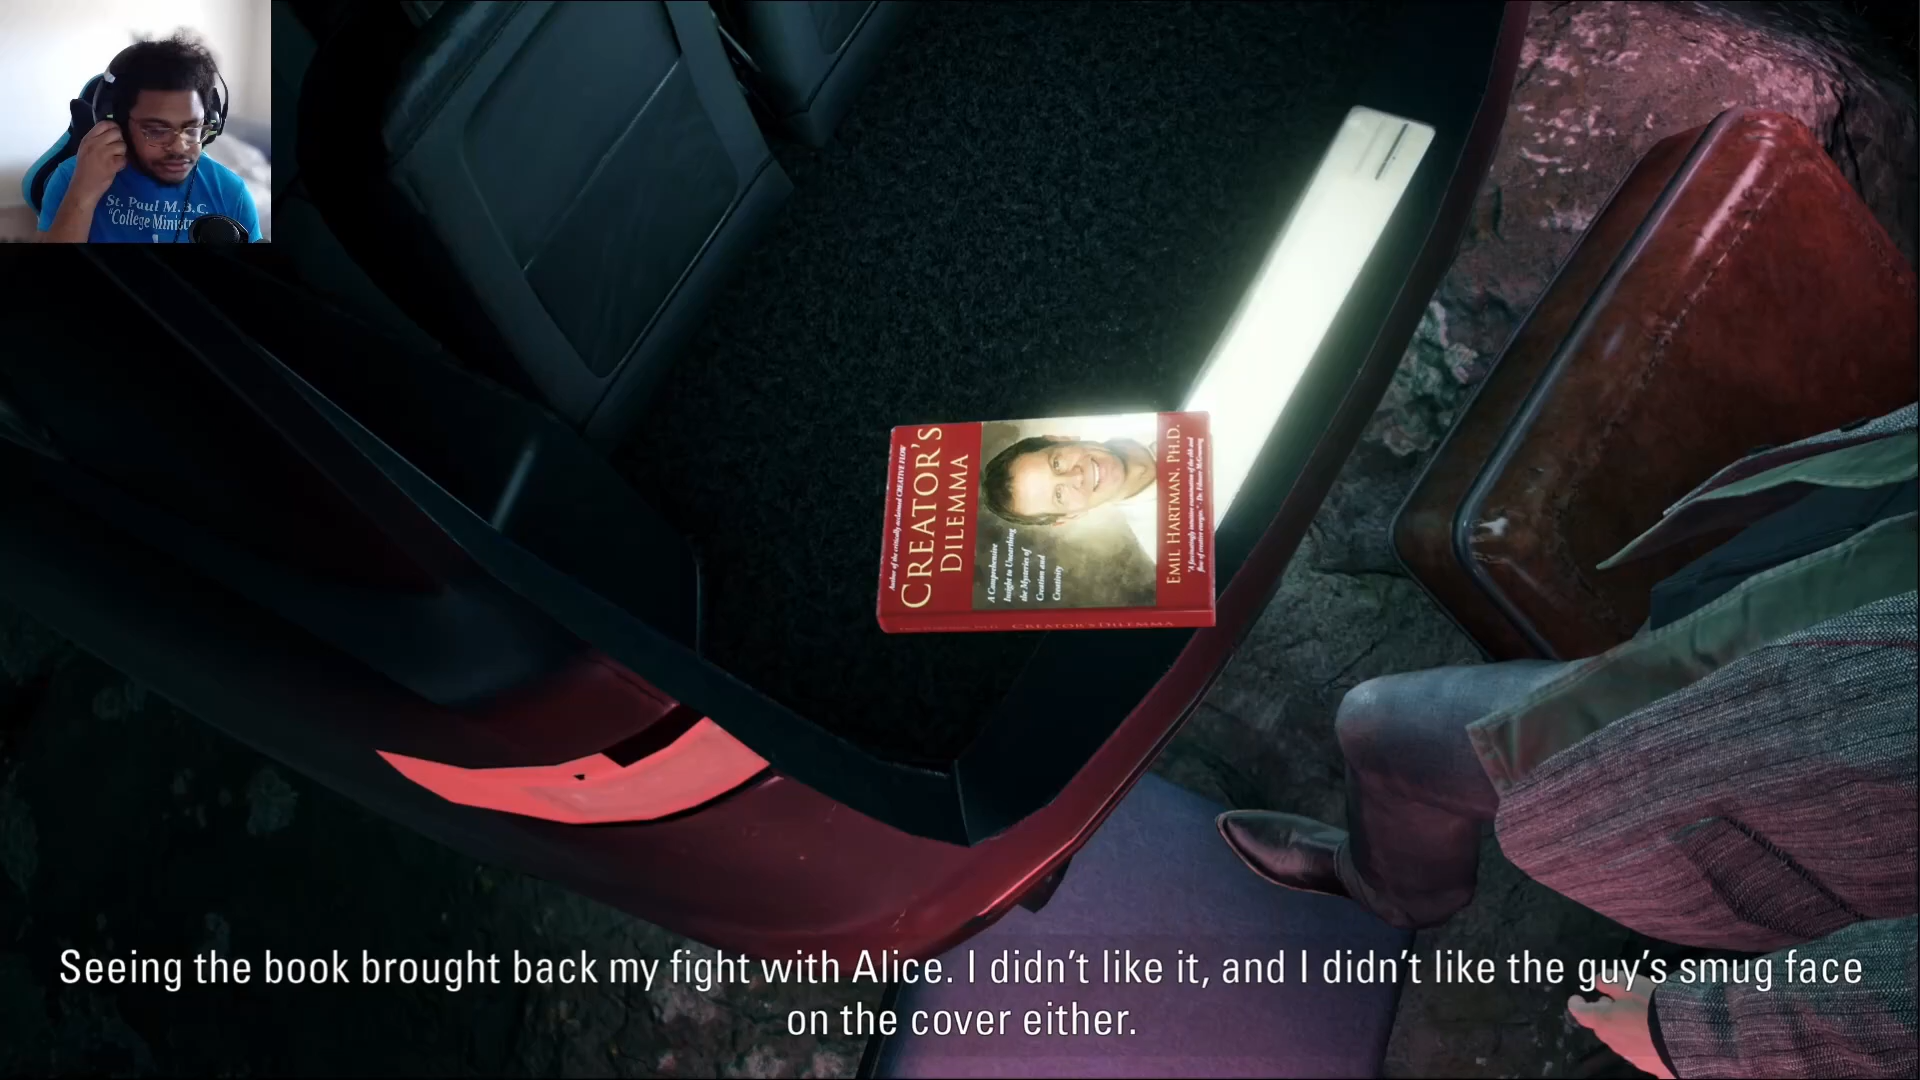 St. Paul M.B.C.
"College Ministr
Author of the critically acclaimed CREATIVE FLOW
CREATOR'S
DILEMMA
A Comprehensive
Insight to Unearthing
the Mysteries of
Creation and
Creativity
EMIL HARTMAN, PH.D.
CREATOR'S DILEMMA
Seeing the book brought back my fight with Alice. I didn't like it, and I didn't like the guy's smug face
on the cover either.